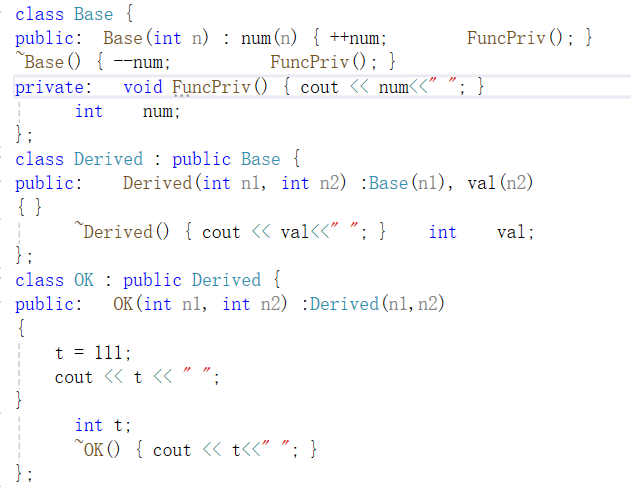 class Base {
public:  Base(int n) : num(n) { ++num;        FuncPriv(); }
~Base() { --num;          FuncPriv(); }
private:   void FuncPriv() { cout << num<<" "; }
      int    num;
};
class Derived : public Base {
public:    Derived(int n1, int n2) :Base(n1), val(n2)
{ }
      ~Derived() { cout << val<<" "; }    int    val;
};
class OK : public Derived {
public:   OK(int n1, int n2) :Derived(n1,n2)
{
    t = 111;
    cout << t << " ";
}
      int t;
      ~OK() { cout << t<<" "; }
};